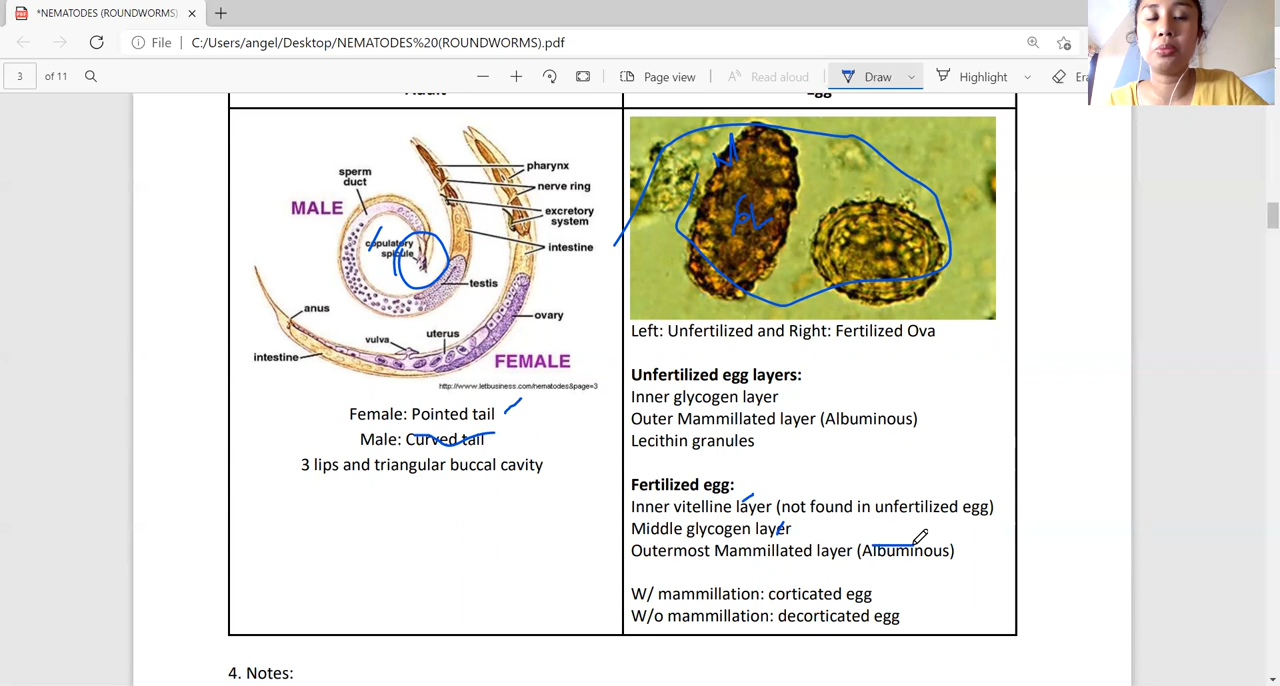 *NEMATODES (ROUNDWORMS)
File
C:/Users/angel/Desktop/NEMATODES%20(ROUNDWORMS).pdf
3 of 11
Page view
Read aloud
Draw
Highlight
Adult
Egg
sperm
duct
MALE
copulatory
spicule
pharynx
nerve ring
excretory
system
intestine
testis
anus
ovary
uterus
vulva
intestine
FEMALE
http://www.letbusiness.com/nematodes&page=3
Female: Pointed tail
Male: Curved tail
3 lips and triangular buccal cavity
M
GL
Left: Unfertilized and Right: Fertilized Ova
Unfertilized egg layers:
Inner glycogen layer
Outer Mammillated layer (Albuminous)
Lecithin granules
Fertilized egg:
Inner vitelline layer (not found in unfertilized egg)
Middle glycogen layer
Outermost Mammillated layer (Albuminous)
W/ mammillation: corticated egg
W/o mammillation: decorticated egg
4. Notes: